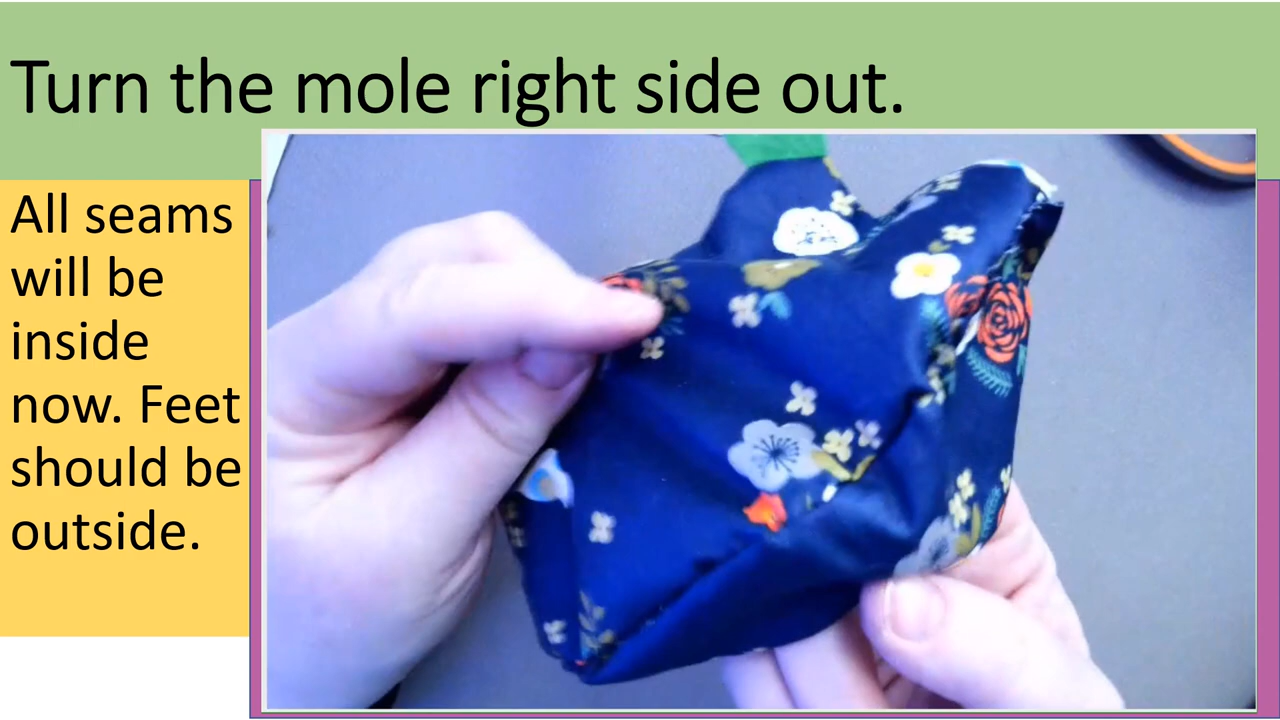 Turn the mole right side out.
All seams
will be
inside
now. Feet
should be
outside.